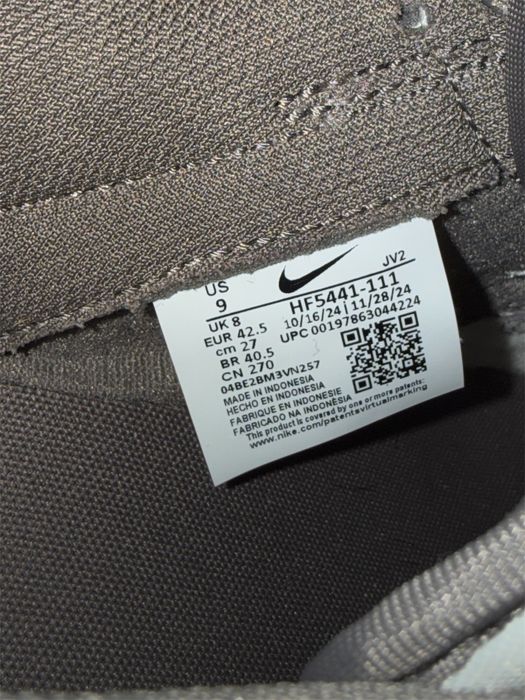 JV2
US
9
HF5441-111
UK 8
10/16/24 | 11/28/24
EUR 42.5
UPC 00197863044224
cm 27
BR 40.5
CN 270
04BE2BM3VN257
MADE IN INDONESIA
HECHO EN INDONESIA
FABRIQUE EN INDONESIE
FABRICADO NA INDONÉSIA
This product is covered by one or more patents:
www.nike.com/patentsvirtualmarking